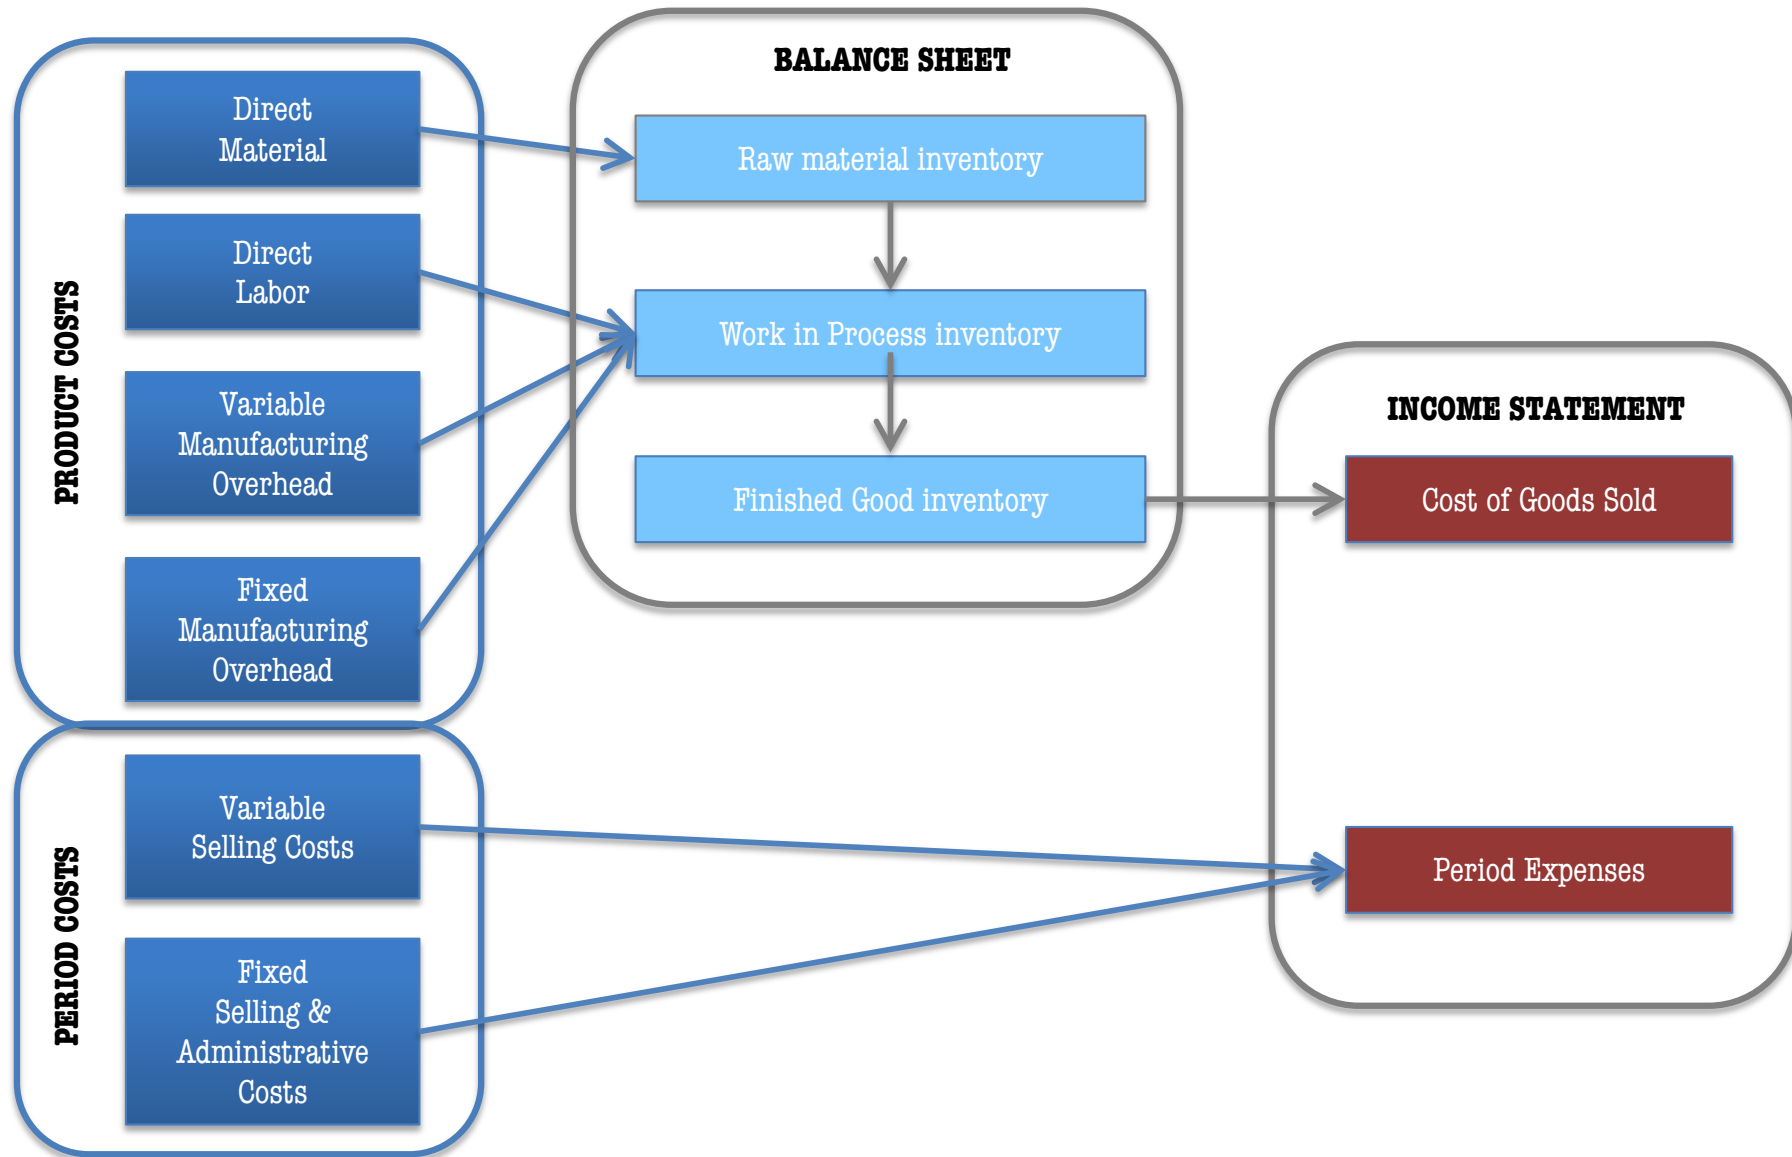 PRODUCT COSTS
Direct
Material
Direct
Labor
Variable
Manufacturing
Overhead
Fixed
Manufacturing
Overhead
PERIOD COSTS
Variable
Selling Costs
Fixed
Selling &
Administrative
Costs
BALANCE SHEET
Raw material inventory
Work in Process inventory
Finished Good inventory
INCOME STATEMENT
Cost of Goods Sold
Period Expenses